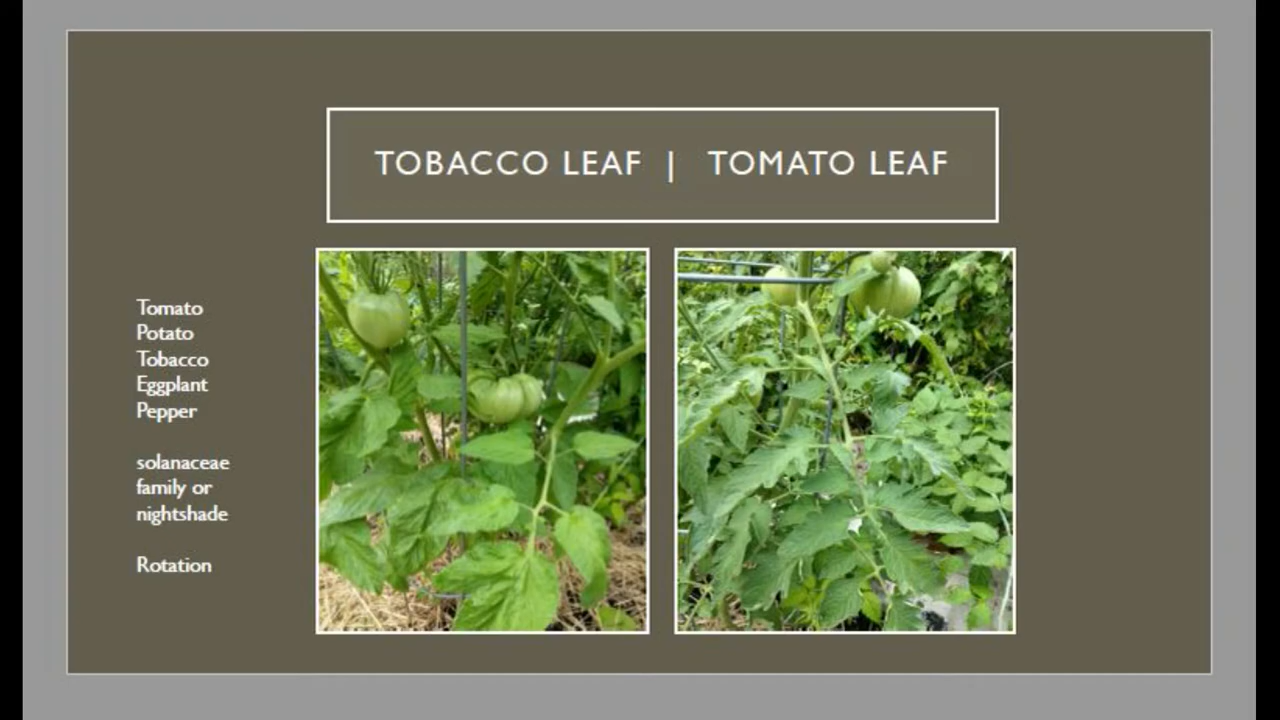 TOBACCO LEAF | TOMATO LEAF
Tomato
Potato
Tobacco
Eggplant
Pepper
solanaceae
family or
nightshade
Rotation